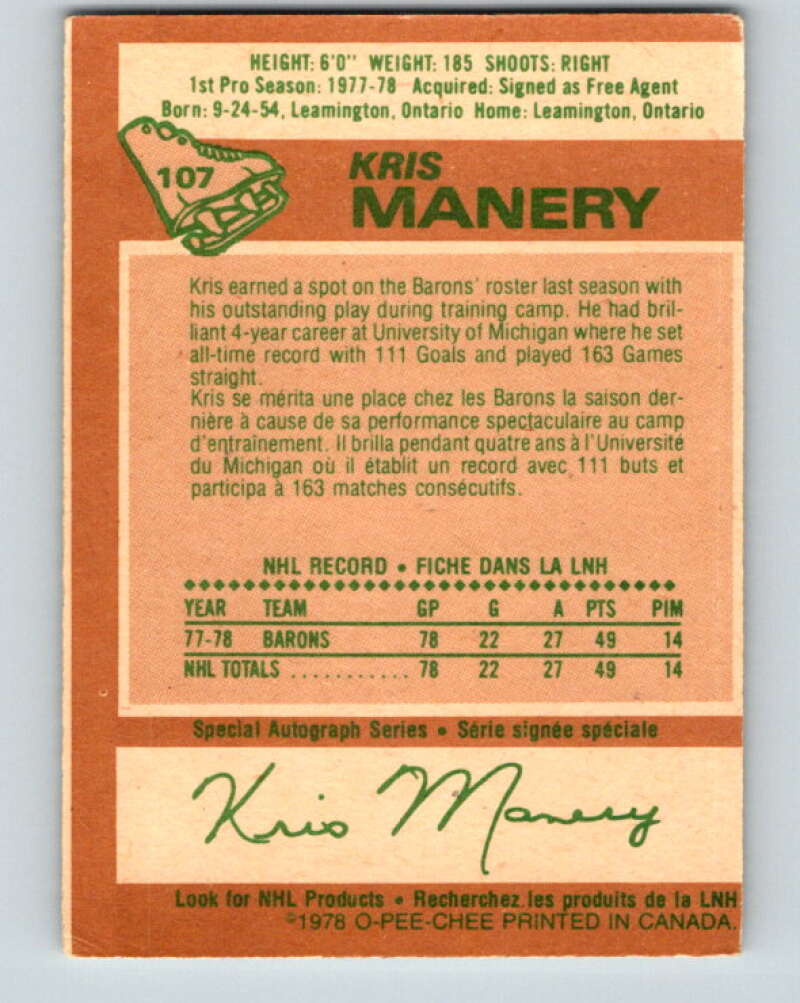 HEIGHT: 6'0" WEIGHT: 185 SHOOTS: RIGHT
1st Pro Season: 1977-78 Acquired: Signed as Free Agent
Born: 9-24-54, Leamington, Ontario Home: Leamington, Ontario
107
KRIS
MANERY
Kris earned a spot on the Barons' roster last season with
his outstanding play during training camp. He had bril-
liant 4-year career at University of Michigan where he set
all-time record with 111 Goals and played 163 Games
straight.
Kris se mérita une place chez les Barons la saison der-
nière à cause de sa performance spectaculaire au camp
d'entraînement. Il brilla pendant quatre ans à l'Université
du Michigan où il établit un record avec 111 buts et
participa à 163 matches consécutifs.
NHL RECORD • FICHE DANS LA LNH
YEAR TEAM GP G A PTS PIM
77-78 BARONS 78 22 27 49 14
NHL TOTALS ........... 78 22 27 49 14
Special Autograph Series • Série signée spéciale
Kris Manery
Look for NHL Products • Recherchez les produits de la LNH
©1978 O-PEE-CHEE PRINTED IN CANADA.